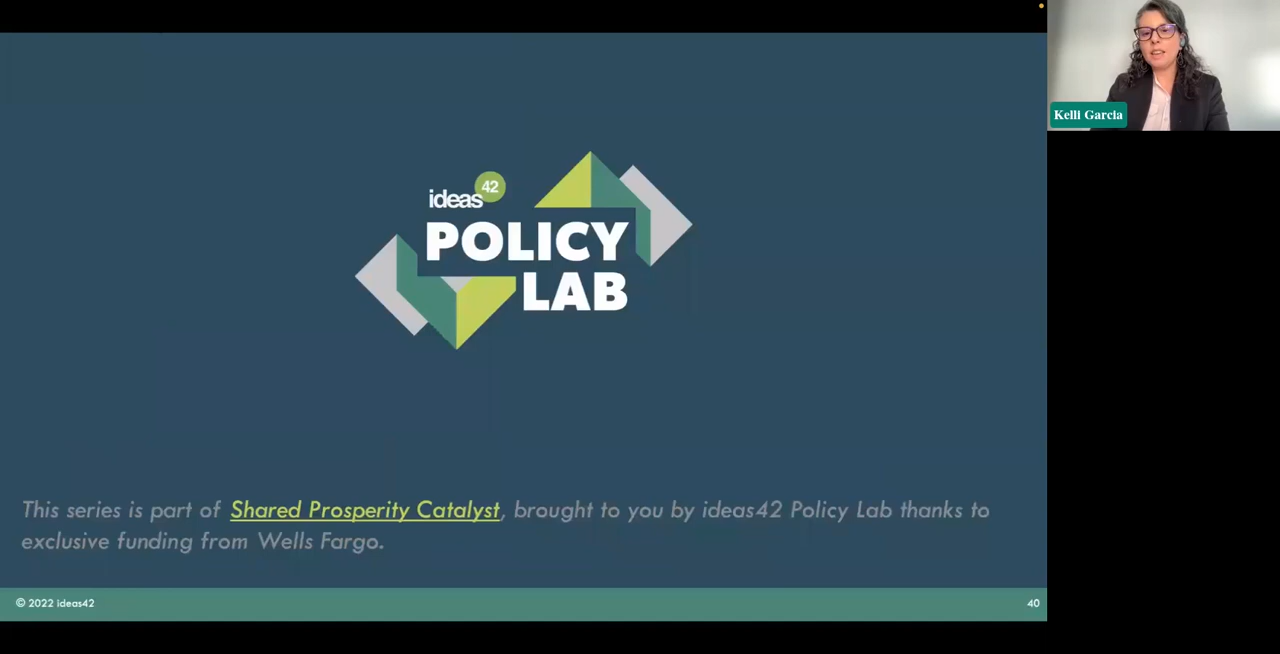 Kelli Garcia
ideas42
POLICY
LAB
This series is part of Shared Prosperity Catalyst, brought to you by ideas42 Policy Lab thanks to
exclusive funding from Wells Fargo.
© 2022 ideas42
40